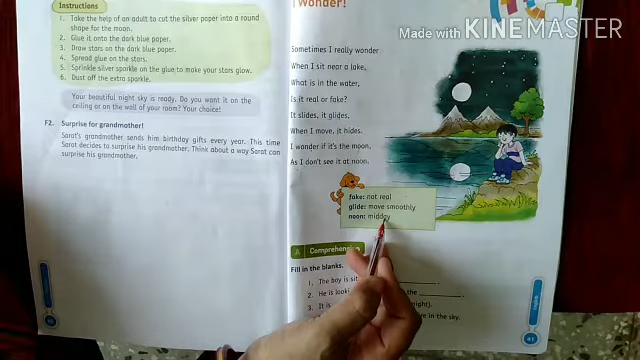 Instructions
1. Take the help of an adult to cut the silver paper into a round
shape for the moon.
2. Glue it onto the dark blue paper.
3. Draw stars on the dark blue paper.
4. Spread glue on the stars.
5. Sprinkle silver sparkle on the glue to make your stars glow.
6. Dust off the extra sparkle.
Your beautiful night sky is ready. Do you want it on the
ceiling or on the wall of your room? Your choice!
F2. Surprise for grandmother!
Sarat's grandmother sends him birthday gifts every year. This time
Sarat decides to surprise his grandmother. Think about a way Sarat can
surprise his grandmother.
I Wonder!
Made with KINEMASTER
Sometimes I really wonder
When I sit near a lake,
What is in the water,
Is it real or fake?
It slides, it glides,
When I move, it hides.
I wonder if it's the moon,
As I don't see it at noon.
fake: not real
glide: move smoothly
noon: midday
A Comprehension
Fill in the blanks.
1. The boy is sit
2. He is looki the
3. It is night).
re in the sky.
41